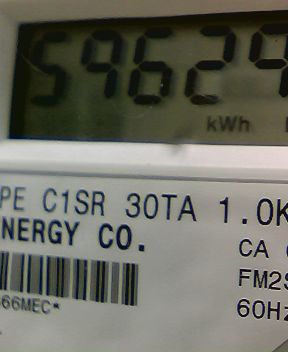 59629
kWh
PE C1SR 30TA 1.0K
NERGY CO.
CA
66MEC*
FM2S
60Hz